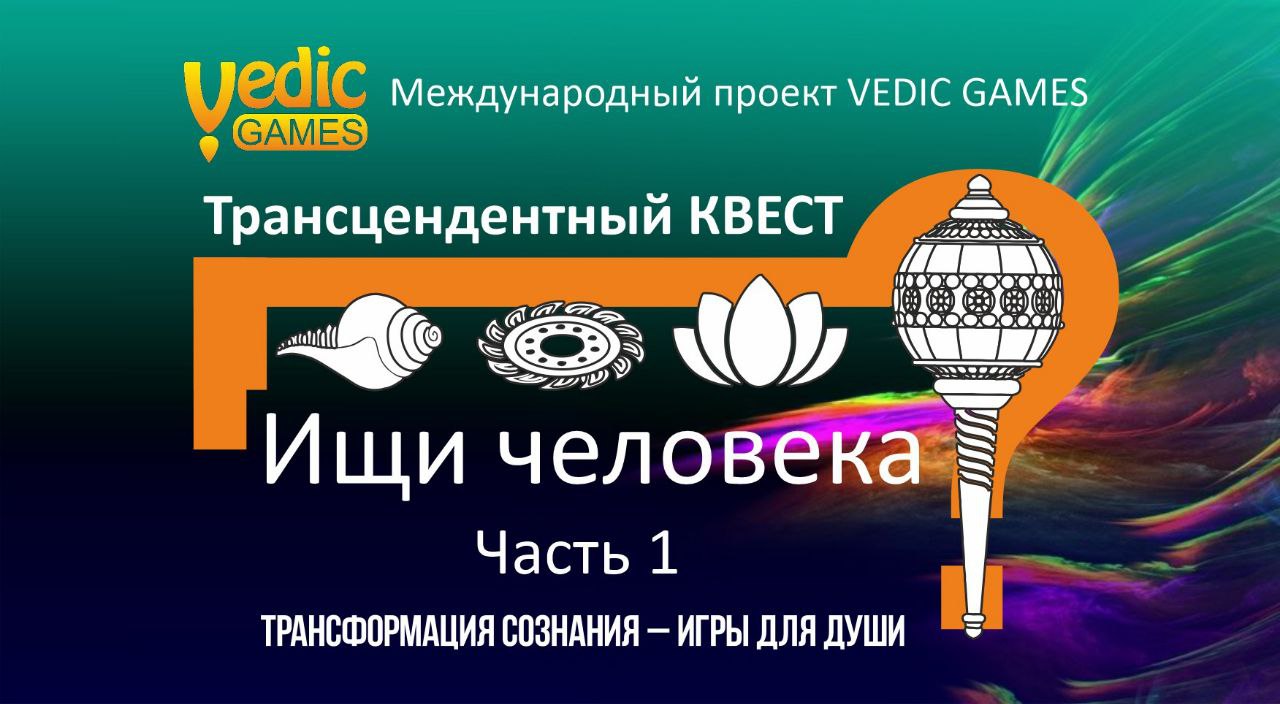 Vedic
GAMES
Международный проект VEDIC GAMES
Трансцендентный КВЕСТ
Ищи человека
Часть 1
ТРАНСФОРМАЦИЯ СОЗНАНИЯ – ИГРЫ ДЛЯ ДУШИ